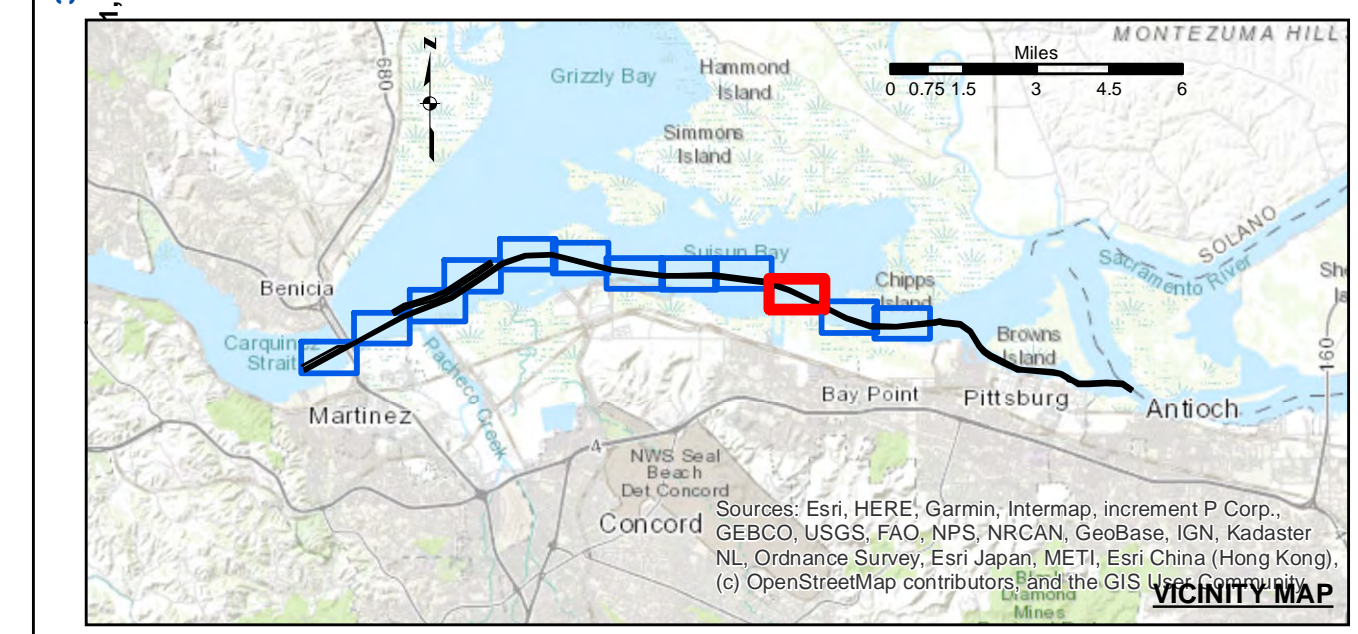 MONTEZUMA HILL
Miles
0 0.75 1.5 3 4.5 6
N
680
Grizzly Bay
Hammond
Island
Simmons
Island
SOLANO
Sacramento River
Suisun Bay
Chipps
Island
Benicia
Carquinez
Strait
Pacheco Creek
Browns
Island
160
Martinez
Bay Point
Pittsburg
Antioch
4
NWS Seal
Beach
Det Concord
Concord
Sources: Esri, HERE, Garmin, Intermap, increment P Corp.,
GEBCO, USGS, FAO, NPS, NRCAN, GeoBase, IGN, Kadaster
NL, Ordnance Survey, Esri Japan, METI, Esri China (Hong Kong),
(c) OpenStreetMap contributors, and the GIS User Community
Diamond
Mines
VICINITY MAP